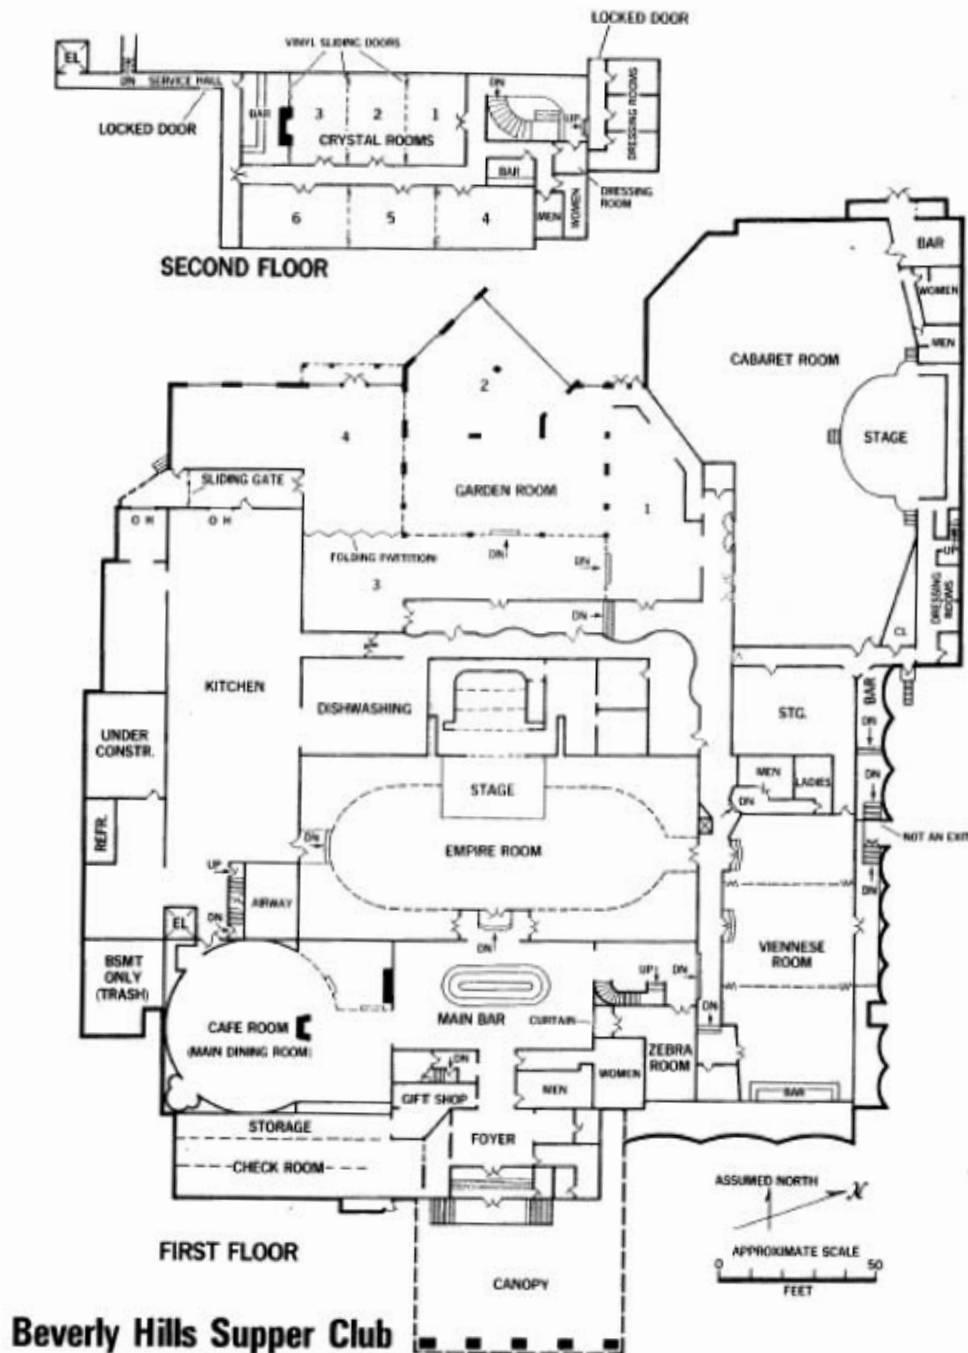 LOCKED DOOR
EL
VINYL SLIDING DOORS
DN
SERVICE HALL
LOCKED DOOR
BAR
3
2
1
CRYSTAL ROOMS
DN
UP
DRESSING ROOMS
BAR
DRESSING
ROOM
6
5
4
MEN
WOMEN
SECOND FLOOR
BAR
WOMEN
MEN
CABARET ROOM
STAGE
2
4
SLIDING GATE
GARDEN ROOM
1
O H
O H
FOLDING PARTITION
DN
DN
3
DN
UP
DRESSING
ROOMS
CL
KITCHEN
DISHWASHING
STG.
BAR
DN
UNDER
CONSTR.
MEN
LADIES
DN
DN
STAGE
REFR.
DN
EMPIRE ROOM
NOT AN EXIT
DN
UP
AIRWAY
DN
EL
DN
BSMT
ONLY
(TRASH)
VIENNESE
ROOM
UP
DN
DN
CAFE ROOM
(MAIN DINING ROOM)
MAIN BAR
CURTAIN
ZEBRA
ROOM
DN
GIFT SHOP
MEN
WOMEN
BAR
STORAGE
FOYER
CHECK ROOM
ASSUMED NORTH
N
FIRST FLOOR
APPROXIMATE SCALE
0
50
FEET
CANOPY
Beverly Hills Supper Club